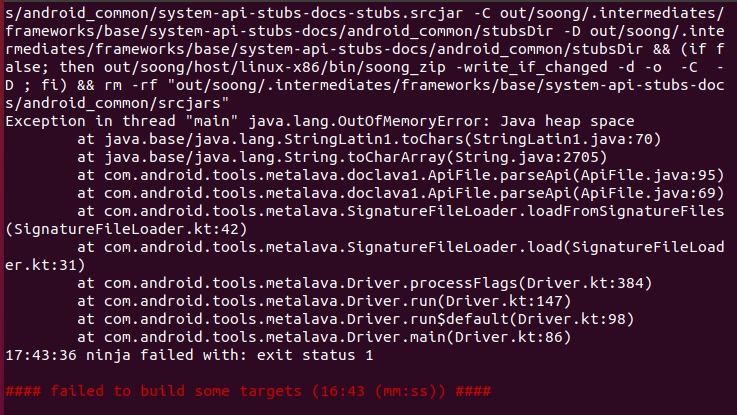 s/android_common/system-api-stubs-docs-stubs.srcjar -C out/soong/.intermediates/
frameworks/base/system-api-stubs-docs/android_common/stubsDir -D out/soong/.inte
rmediates/frameworks/base/system-api-stubs-docs/android_common/stubsDir && (if f
alse; then out/soong/host/linux-x86/bin/soong_zip -write_if_changed -d -o  -C  -
D ; fi) && rm -rf "out/soong/.intermediates/frameworks/base/system-api-stubs-doc
s/android_common/srcjars"
Exception in thread "main" java.lang.OutOfMemoryError: Java heap space
        at java.base/java.lang.StringLatin1.toChars(StringLatin1.java:70)
        at java.base/java.lang.String.toCharArray(String.java:2705)
        at com.android.tools.metalava.doclava1.ApiFile.parseApi(ApiFile.java:95)
        at com.android.tools.metalava.doclava1.ApiFile.parseApi(ApiFile.java:69)
        at com.android.tools.metalava.SignatureFileLoader.loadFromSignatureFiles
(SignatureFileLoader.kt:42)
        at com.android.tools.metalava.SignatureFileLoader.load(SignatureFileLoad
er.kt:31)
        at com.android.tools.metalava.Driver.processFlags(Driver.kt:384)
        at com.android.tools.metalava.Driver.run(Driver.kt:147)
        at com.android.tools.metalava.Driver.run$default(Driver.kt:98)
        at com.android.tools.metalava.Driver.main(Driver.kt:86)
17:43:36 ninja failed with: exit status 1
#### failed to build some targets (16:43 (mm:ss)) ####